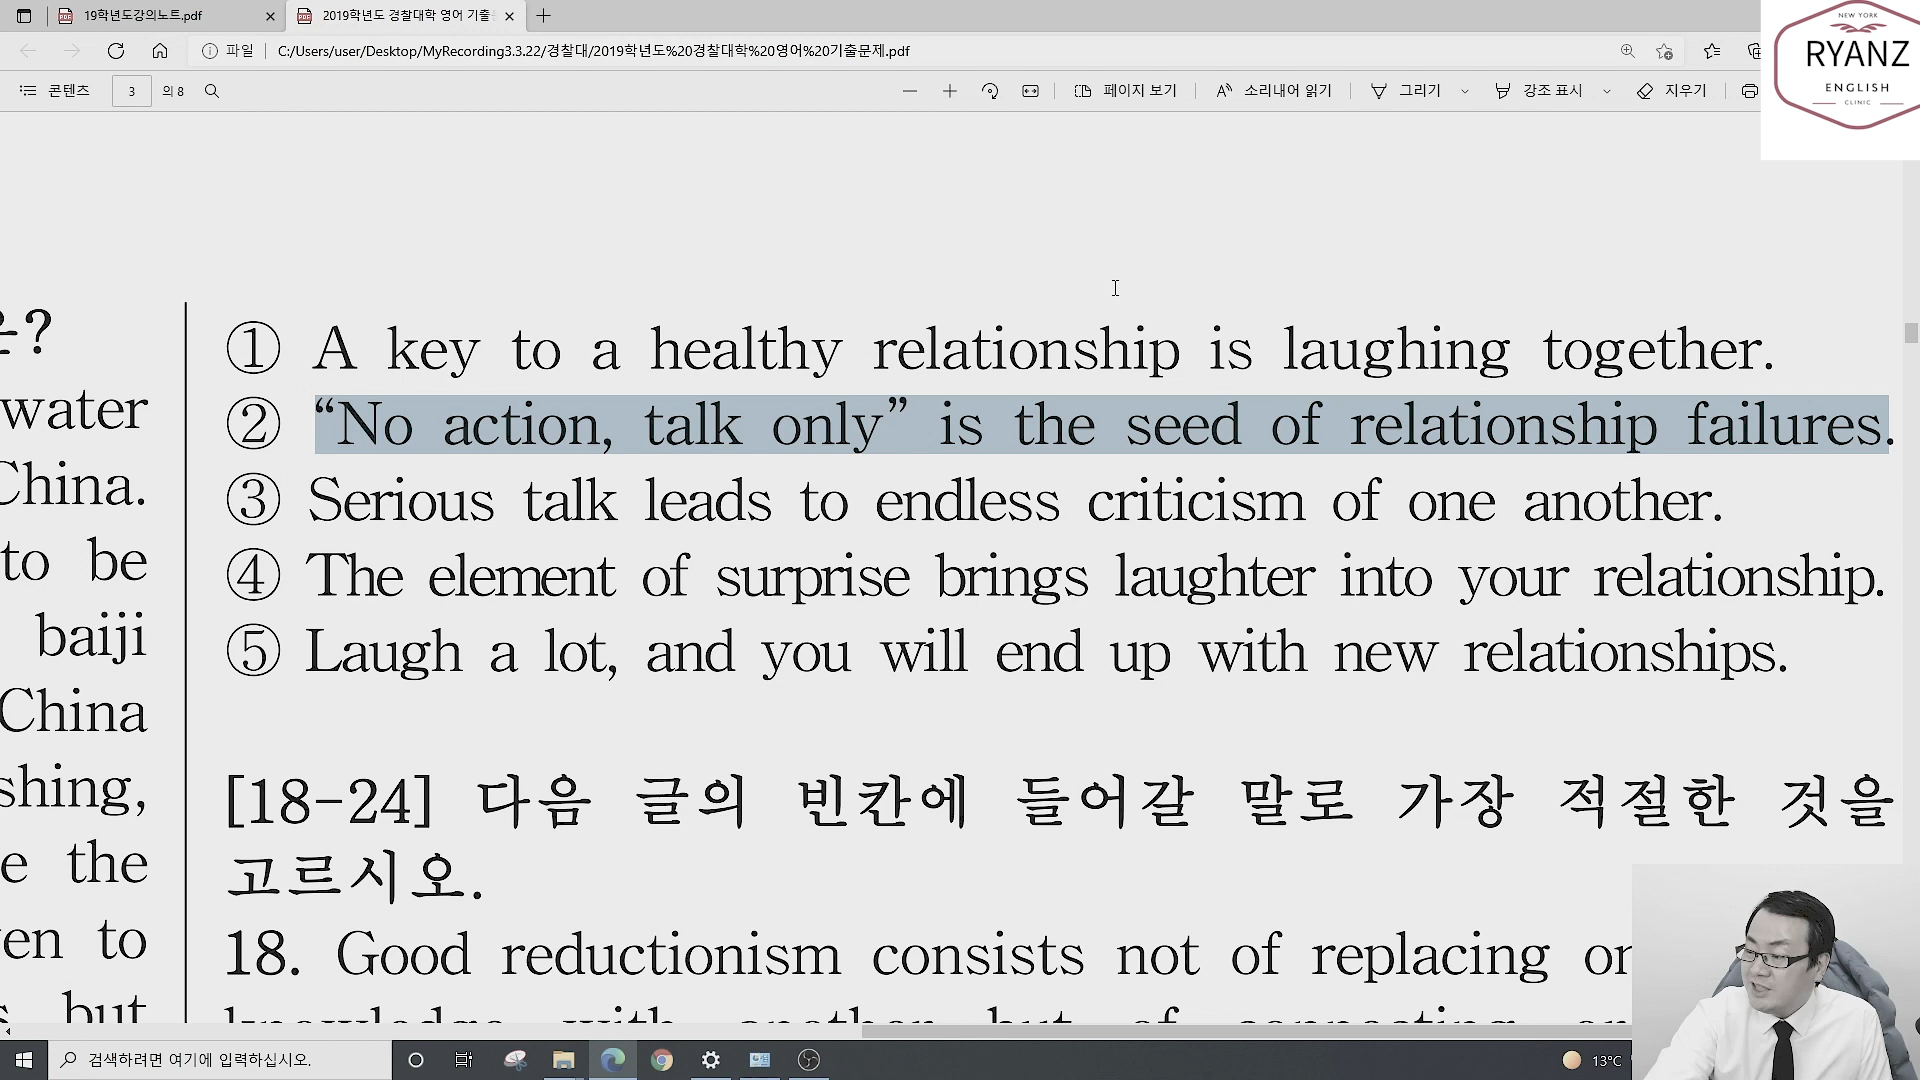 19학년도강의노트.pdf
2019학년도 경찰대학 영어 기출
파일
C:/Users/user/Desktop/MyRecording3.3.22/경찰대/2019학년도%20경찰대학%20영어%20기출문제.pdf
콘텐츠
3
의 8
페이지 보기
소리내어 읽기
그리기
강조 표시
지우기
NEW YORK
RYANZ
ENGLISH
CLINIC
water
China.
to be
baiji
China
shing,
e the
en to
but
① A key to a healthy relationship is laughing together.
② “No action, talk only” is the seed of relationship failures.
③ Serious talk leads to endless criticism of one another.
④ The element of surprise brings laughter into your relationship.
⑤ Laugh a lot, and you will end up with new relationships.
[18-24] 다음 글의 빈칸에 들어갈 말로 가장 적절한 것을
고르시오.
18. Good reductionism consists not of replacing
knowledge with another but of connecting
검색하려면 여기에 입력하십시오.
13°C